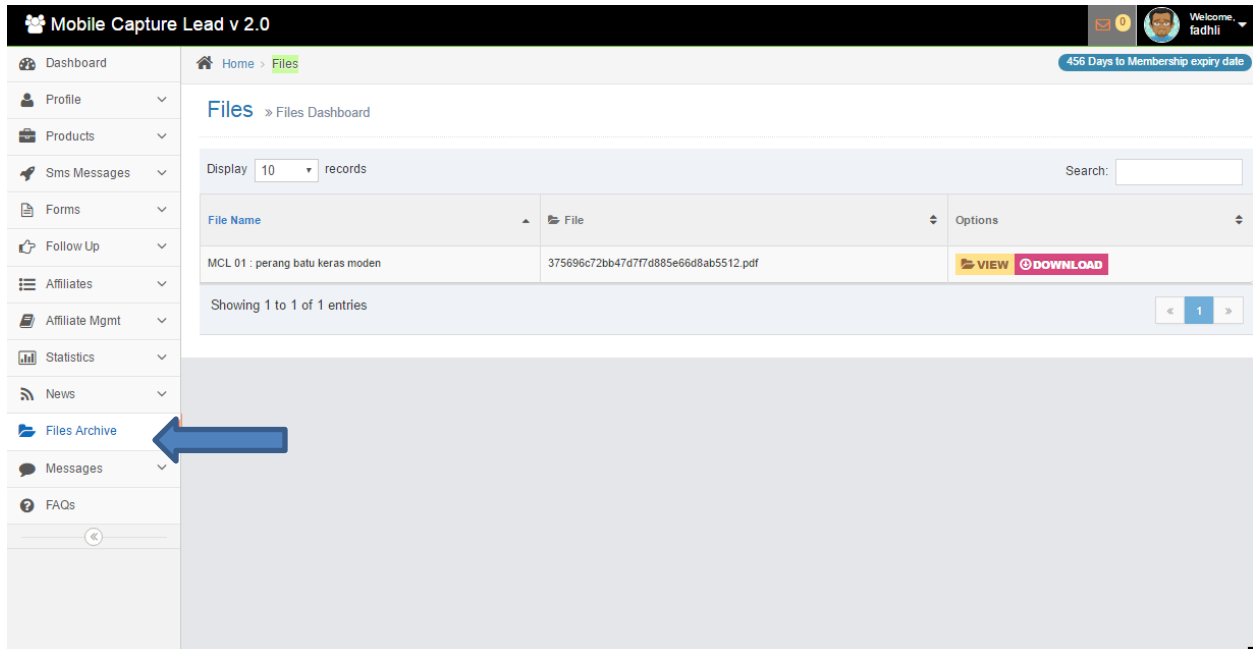 Mobile Capture Lead v 2.0
0
Welcome,
fadhli
Dashboard
Profile
Products
Sms Messages
Forms
Follow Up
Affiliates
Affiliate Mgmt
Statistics
News
Files Archive
Messages
FAQs
Home > Files
456 Days to Membership expiry date
Files » Files Dashboard
Display 10 records
Search:
File Name File Options
MCL 01 : perang batu keras moden 375696c72bb47d7f7d885e66d8ab5512.pdf VIEW DOWNLOAD
Showing 1 to 1 of 1 entries
« 1 »